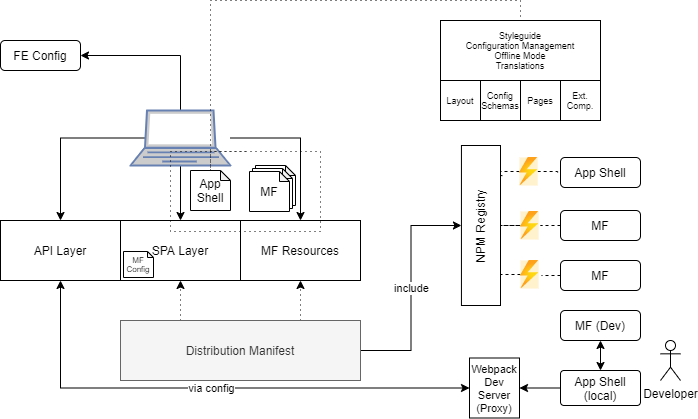 Styleguide
Configuration Management
Offline Mode
Translations
FE Config
Layout
Config
Schemas
Pages
Ext.
Comp.
App
Shell
MF
App Shell
NPM Registry
MF
MF
API Layer
SPA Layer
MF Resources
MF
Config
include
Distribution Manifest
MF (Dev)
via config
Webpack
Dev
Server
(Proxy)
App Shell
(local)
Developer